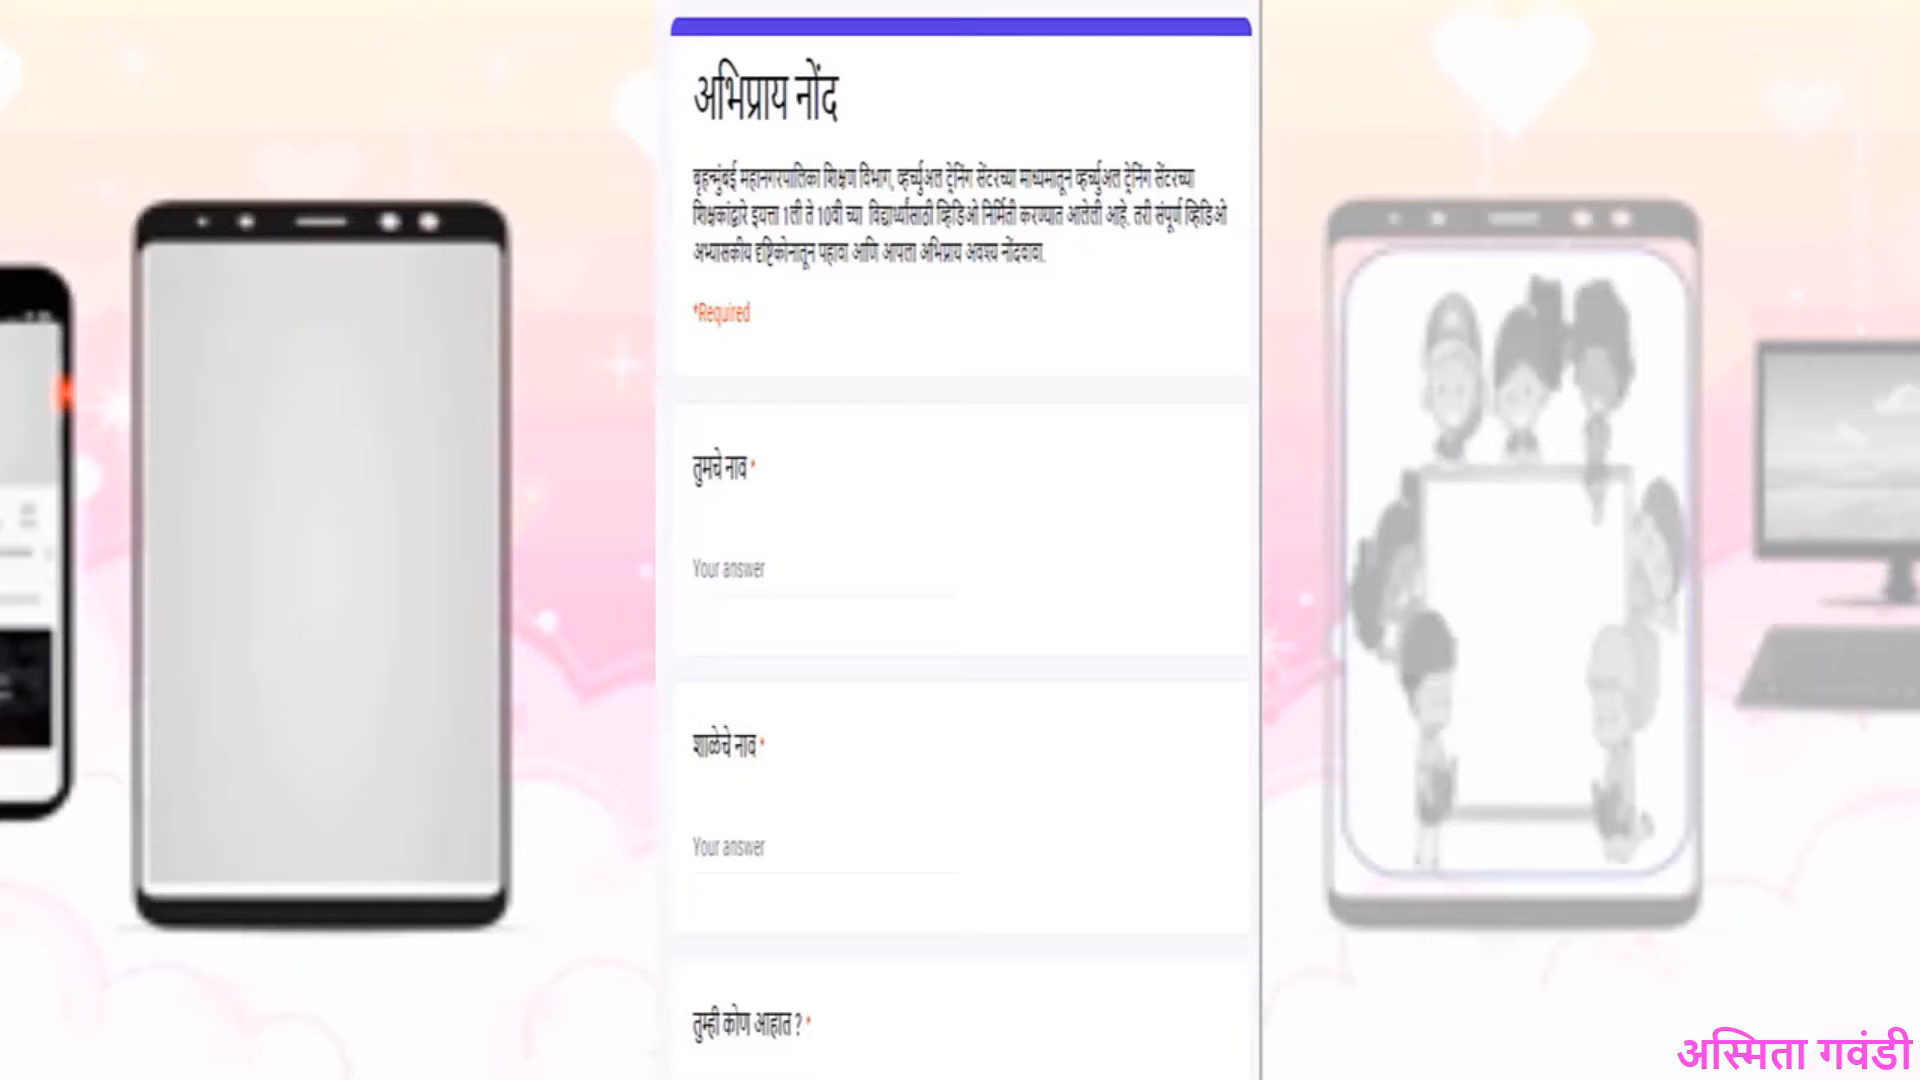 अभिप्राय नोंद
बृहन्मुंबई महानगरपालिका शिक्षण विभाग, व्हर्च्युअल ट्रेनिंग सेंटरच्या माध्यमातून व्हर्च्युअल ट्रेनिंग सेंटरच्या
शिक्षकांद्वारे इयत्ता 1ली ते 10वी च्या विद्यार्थ्यांसाठी व्हिडिओ निर्मिती करण्यात आलेली आहे. तरी संपूर्ण व्हिडिओ
अभ्यासकीय दृष्टिकोनातून पहावा आणि आपला अभिप्राय अवश्य नोंदवावा.
*Required
तुमचे नाव *
Your answer
शाळेचे नाव *
Your answer
तुम्ही कोण आहात ? *
अस्मिता गवंडी